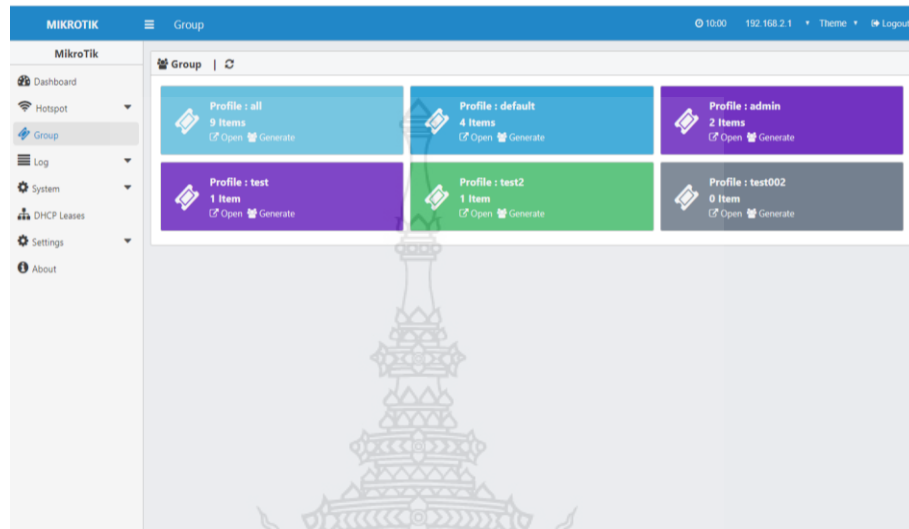 MIKROTIK Group 10:00 192.168.2.1 Theme Logout
MikroTik
Dashboard
Hotspot
Group
Log
System
DHCP Leases
Settings
About
Group |
Profile : all
9 Items
Open Generate
Profile : default
4 Items
Open Generate
Profile : admin
2 Items
Open Generate
Profile : test
1 Item
Open Generate
Profile : test2
1 Item
Open Generate
Profile : test002
0 Item
Open Generate